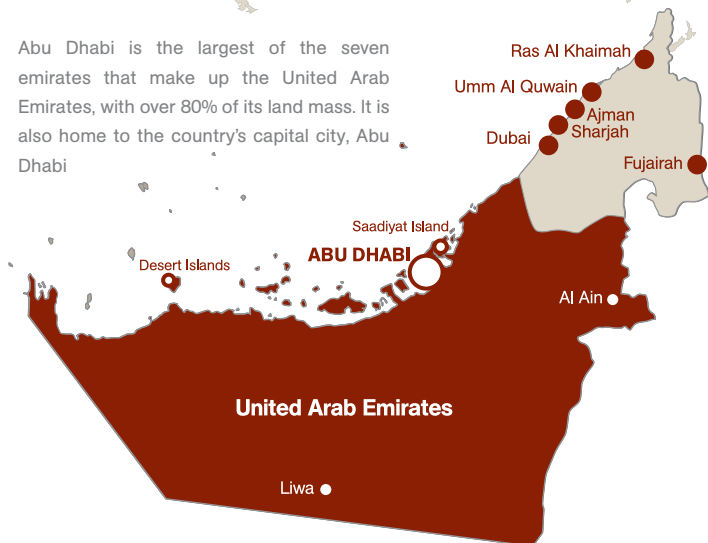 Abu Dhabi is the largest of the seven
emirates that make up the United Arab
Emirates, with over 80% of its land mass. It is
also home to the country's capital city, Abu
Dhabi
Ras Al Khaimah
Umm Al Quwain
Ajman
Sharjah
Dubai
Fujairah
Saadiyat Island
ABU DHABI
Desert Islands
Al Ain
United Arab Emirates
Liwa